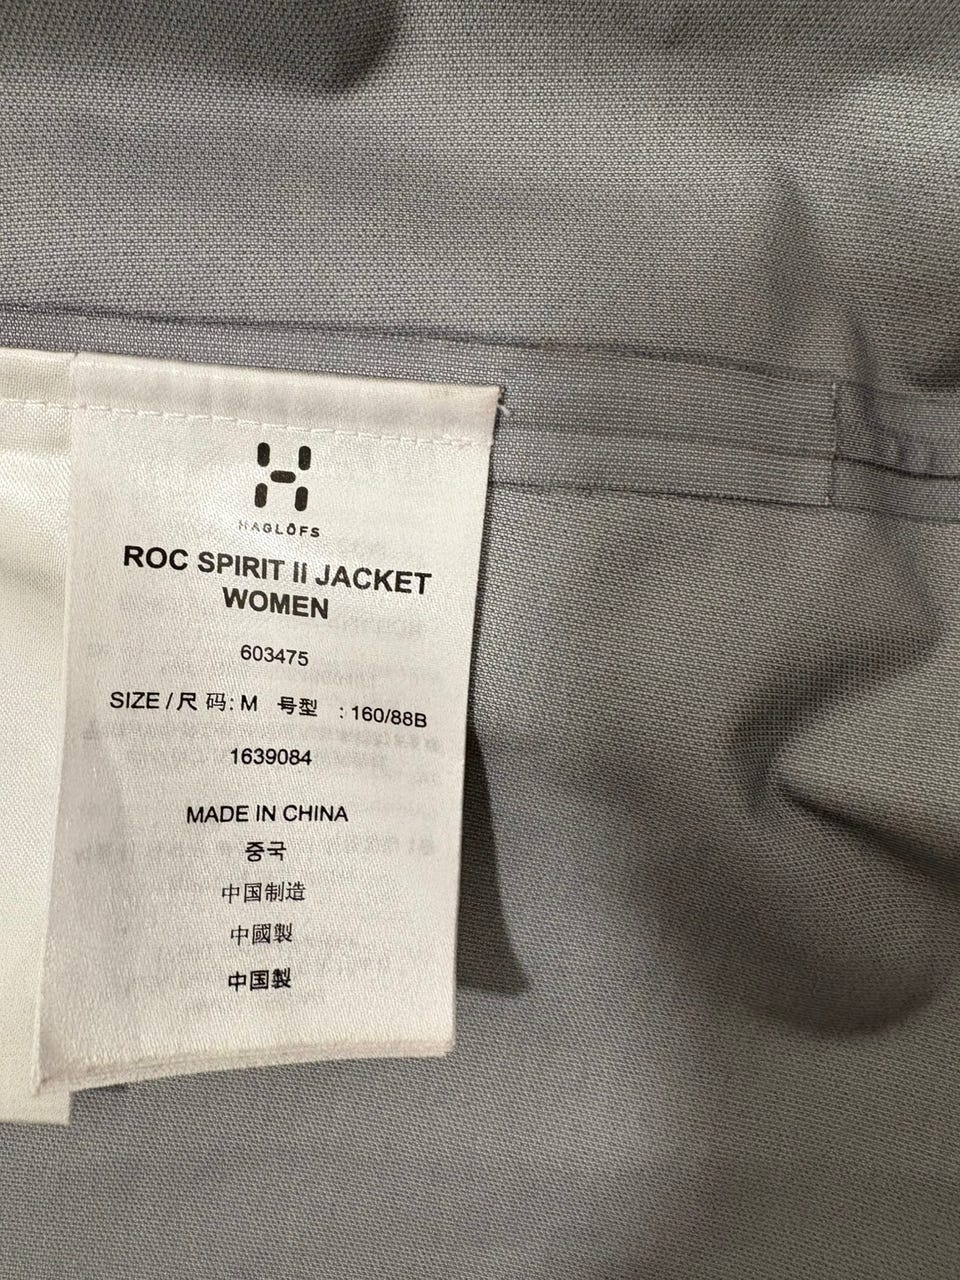 HAGLÖFS
ROC SPIRIT II JACKET
WOMEN
603475
SIZE / 尺 码: M 号型 : 160/88B
1639084
MADE IN CHINA
중국
中国制造
中國製
中国製